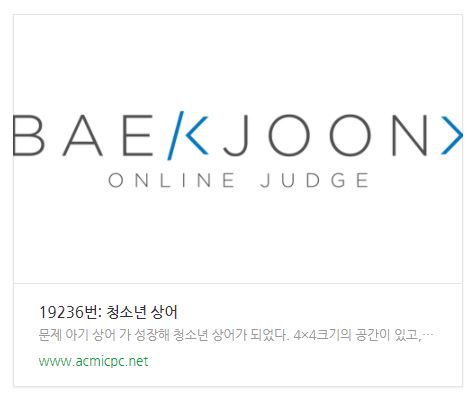 BAEKJOON
ONLINE JUDGE
19236번: 청소년 상어
문제 아기 상어 가 성장해 청소년 상어가 되었다. 4×4크기의 공간이 있고,…
www.acmicpc.net